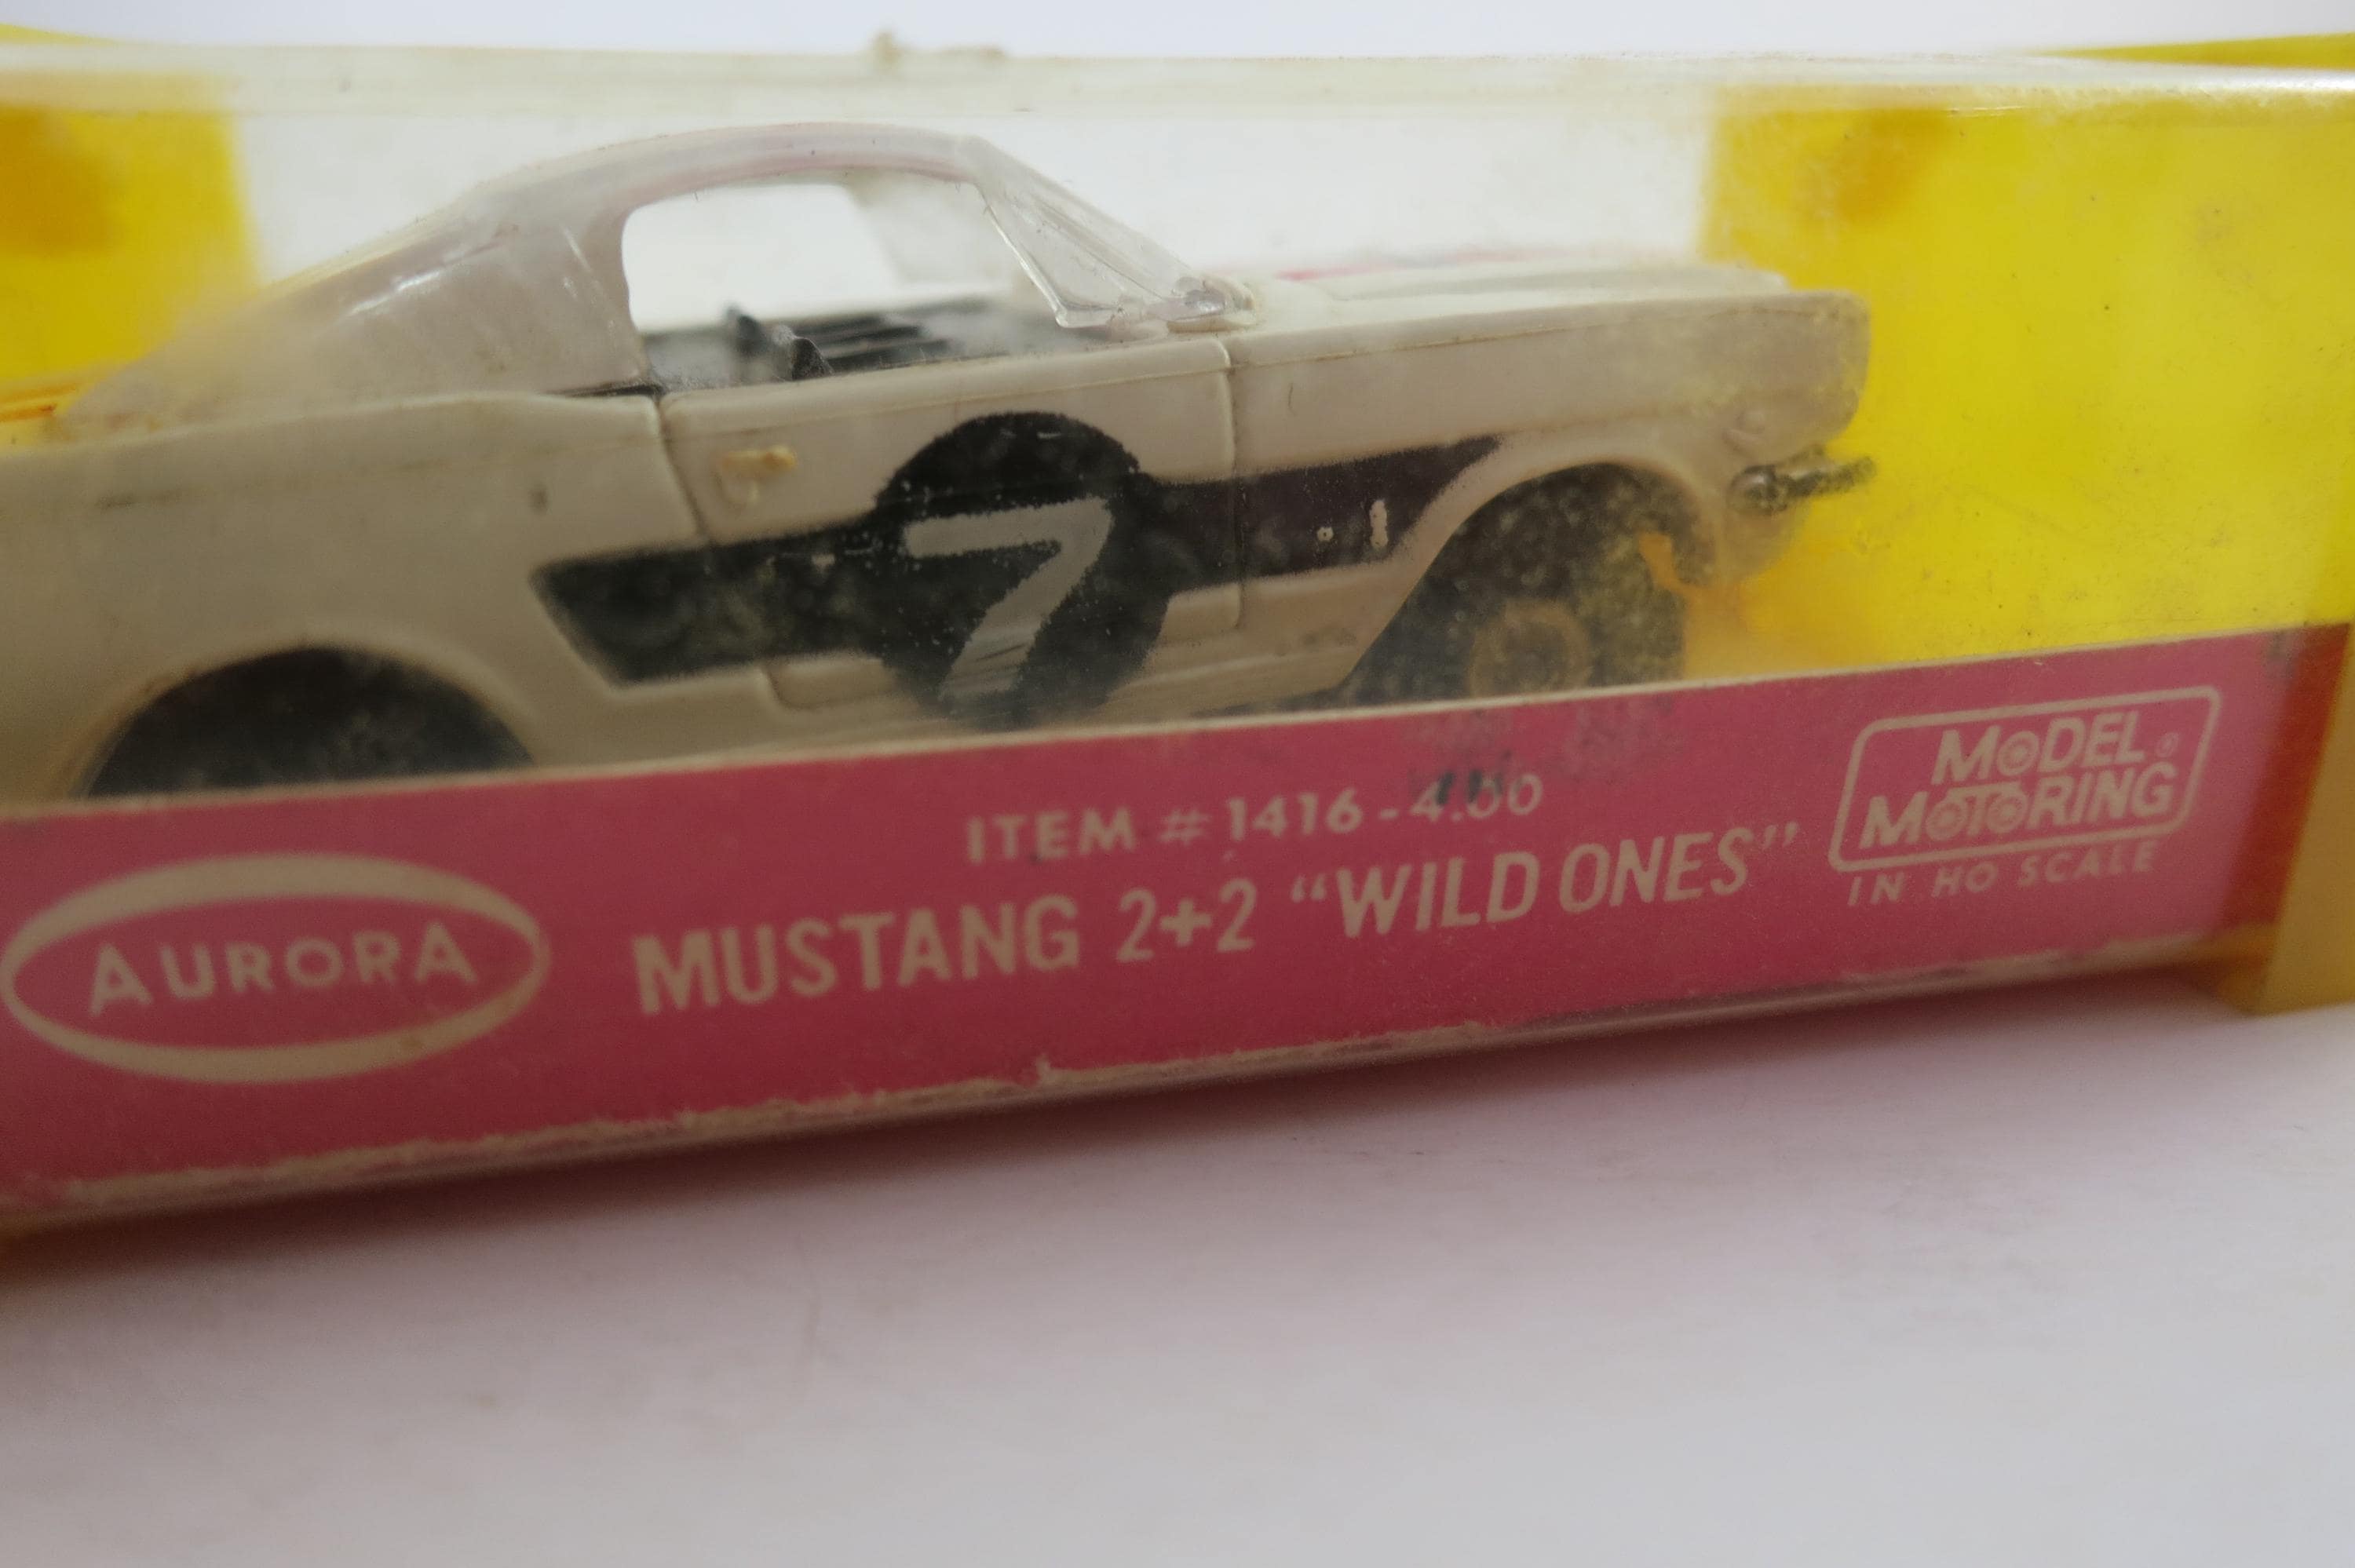 7
ITEM #1416-4.00
AURORA
MUSTANG 2+2 “WILD ONES”
MODEL ®
MOTORING
IN HO SCALE